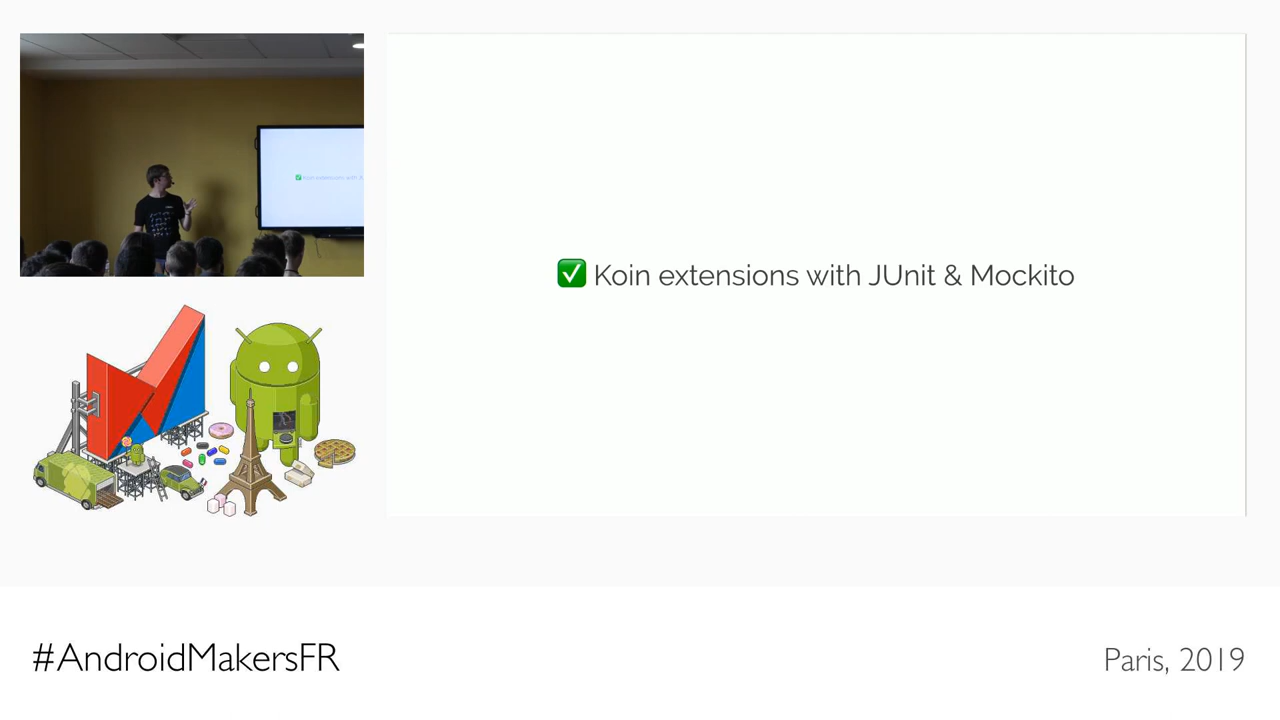 ✅ Koin extensions with JUnit & Mockito
#AndroidMakersFR
Paris, 2019